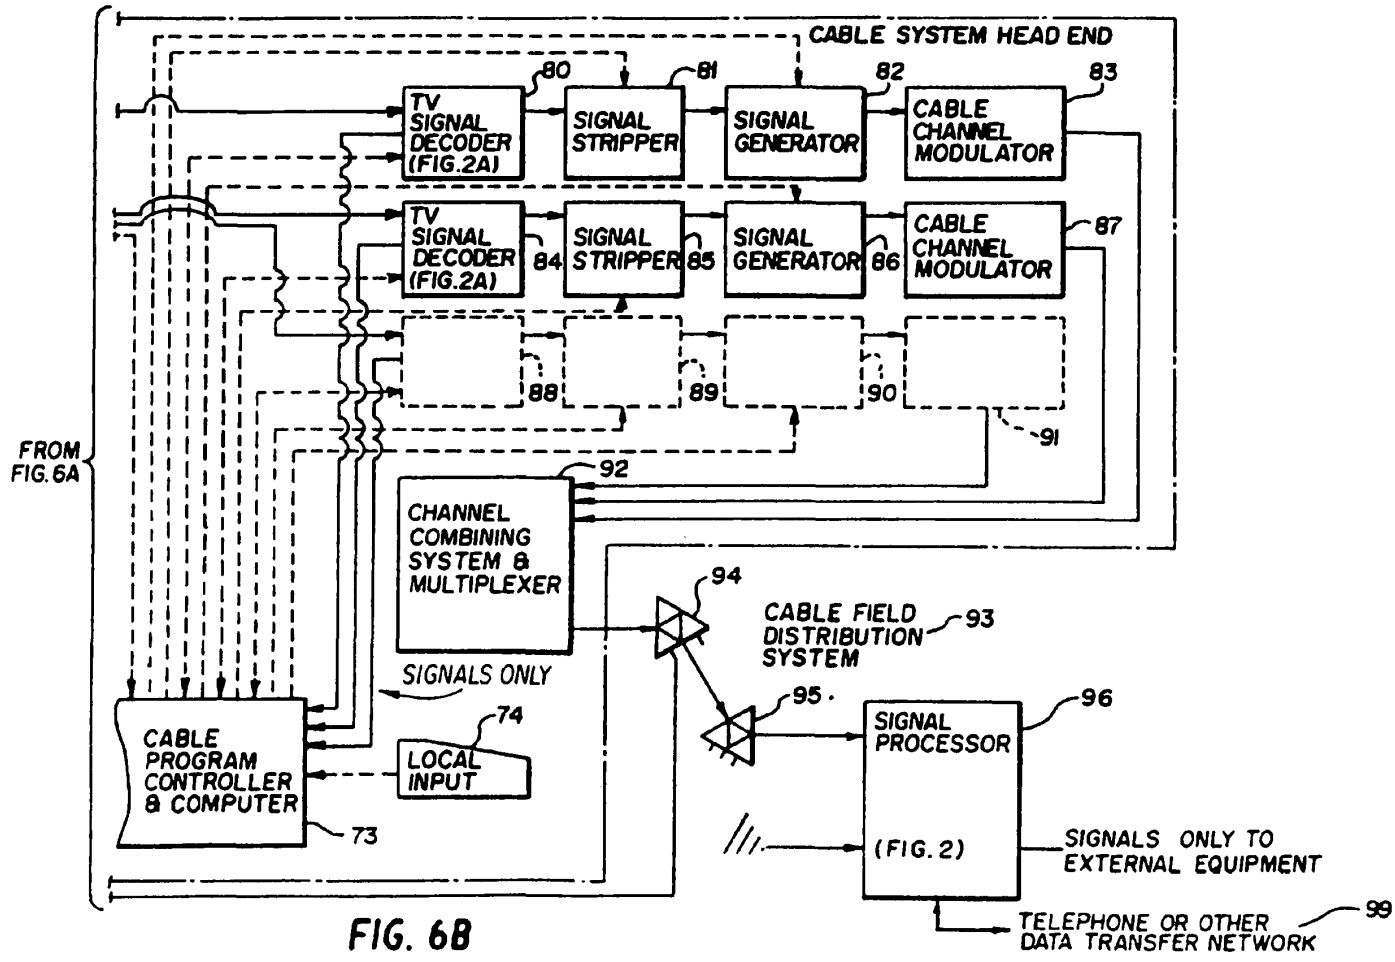 CABLE SYSTEM HEAD END
80
81
82
83
TV
SIGNAL
DECODER
(FIG.2A)
SIGNAL
STRIPPER
SIGNAL
GENERATOR
CABLE
CHANNEL
MODULATOR
TV
SIGNAL
DECODER
(FIG.2A)
84
SIGNAL
STRIPPER
85
SIGNAL
GENERATOR
86
CABLE
CHANNEL
MODULATOR
87
88
89
90
91
FROM
FIG. 6A
92
CHANNEL
COMBINING
SYSTEM &
MULTIPLEXER
94
CABLE FIELD
DISTRIBUTION
SYSTEM
93
SIGNALS ONLY
95.
96
74
LOCAL
INPUT
CABLE
PROGRAM
CONTROLLER
& COMPUTER
73
SIGNAL
PROCESSOR
(FIG. 2)
SIGNALS ONLY TO
EXTERNAL EQUIPMENT
TELEPHONE OR OTHER
DATA TRANSFER NETWORK
99
FIG. 6B